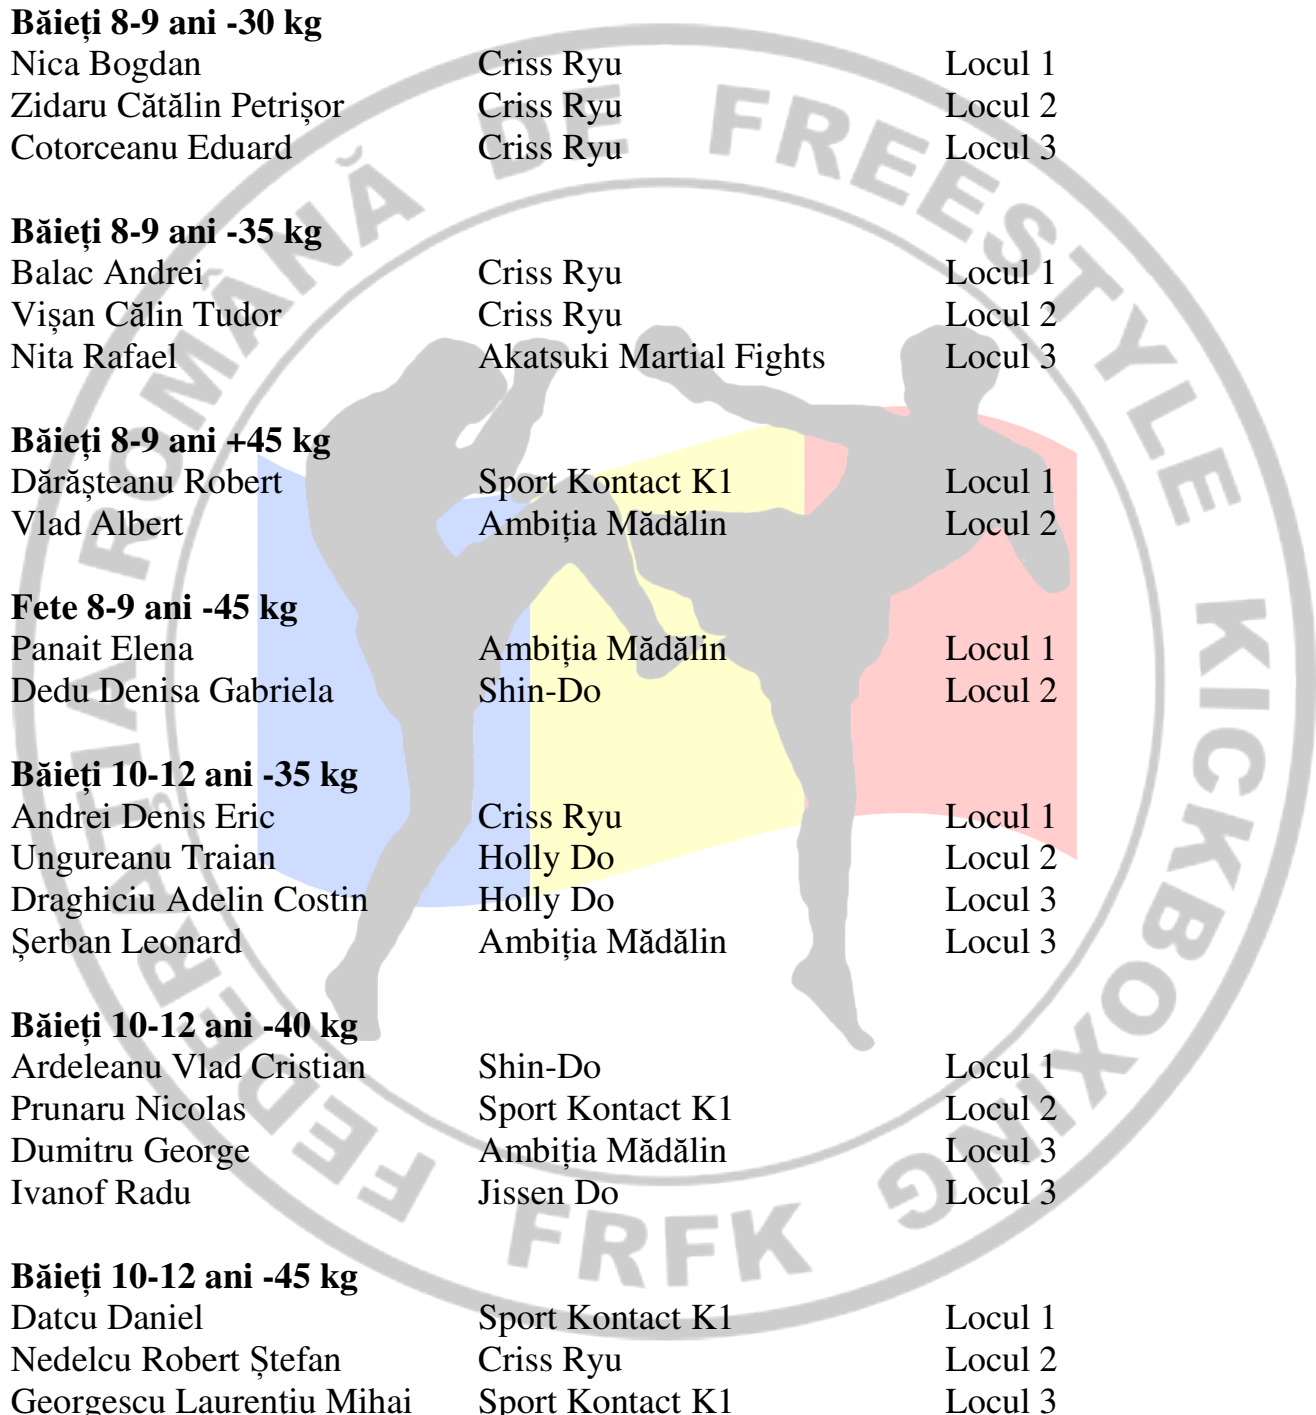 Băieți 8-9 ani -30 kg
Nica Bogdan Criss Ryu Locul 1
Zidaru Cătălin Petrișor Criss Ryu Locul 2
Cotorceanu Eduard Criss Ryu Locul 3
Băieți 8-9 ani -35 kg
Balac Andrei Criss Ryu Locul 1
Vișan Călin Tudor Criss Ryu Locul 2
Nita Rafael Akatsuki Martial Fights Locul 3
Băieți 8-9 ani +45 kg
Dărășteanu Robert Sport Kontact K1 Locul 1
Vlad Albert Ambiția Mădălin Locul 2
Fete 8-9 ani -45 kg
Panait Elena Ambiția Mădălin Locul 1
Dedu Denisa Gabriela Shin-Do Locul 2
Băieți 10-12 ani -35 kg
Andrei Denis Eric Criss Ryu Locul 1
Ungureanu Traian Holly Do Locul 2
Draghiciu Adelin Costin Holly Do Locul 3
Șerban Leonard Ambiția Mădălin Locul 3
Băieți 10-12 ani -40 kg
Ardeleanu Vlad Cristian Shin-Do Locul 1
Prunaru Nicolas Sport Kontact K1 Locul 2
Dumitru George Ambiția Mădălin Locul 3
Ivanof Radu Jissen Do Locul 3
Băieți 10-12 ani -45 kg
Datcu Daniel Sport Kontact K1 Locul 1
Nedelcu Robert Ștefan Criss Ryu Locul 2
Georgescu Laurențiu Mihai Sport Kontact K1 Locul 3
FEDERAȚIA ROMÂNĂ DE FREESTYLE KICKBOXING
FRFK